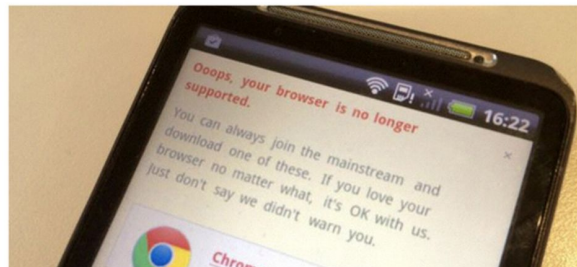 16:22
Ooops, your browser is no longer
supported.
You can always join the mainstream and
download one of these. If you love your
browser no matter what, it's OK with us.
Just don't say we didn't warn you.